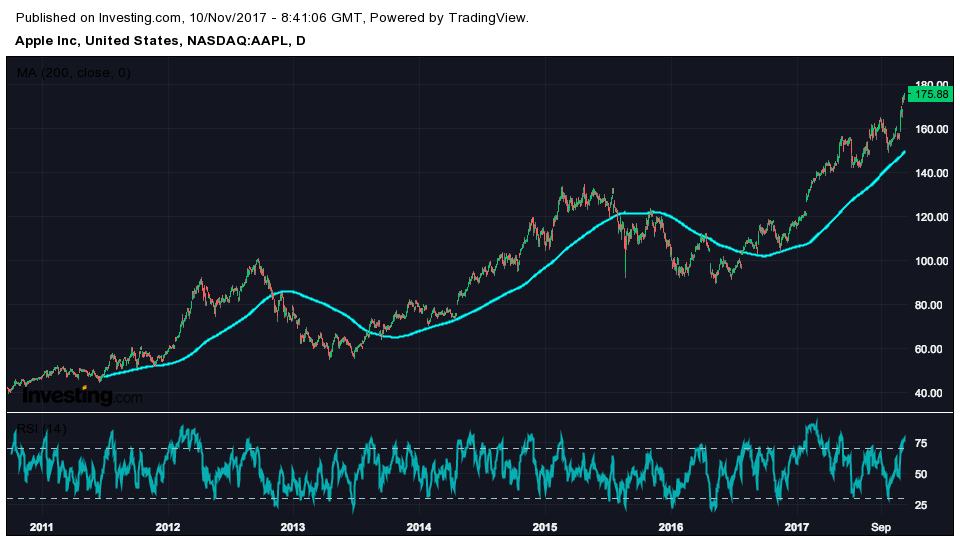 Published on Investing.com, 10/Nov/2017 - 8:41:06 GMT, Powered by TradingView.
Apple Inc, United States, NASDAQ:AAPL, D
MA (200, close, 0)
180.00
175.88
160.00
140.00
120.00
100.00
80.00
60.00
40.00
Investing.com
RSI (14)
75
50
25
2011 2012 2013 2014 2015 2016 2017 Sep